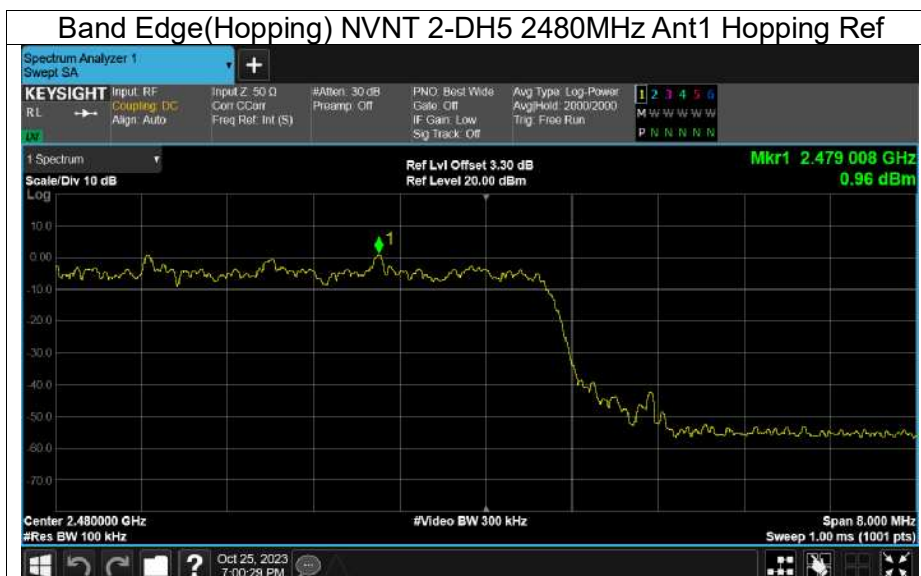 Band Edge(Hopping) NVNT 2-DH5 2480MHz Ant1 Hopping Ref
Spectrum Analyzer 1
Swept SA
+
KEYSIGHT Input: RF Input Z: 50 Ω #Atten: 30 dB PNO: Best Wide Avg Type: Log-Power 1 2 3 4 5 6
RL Coupling: DC Corr CCorr Preamp: Off Gate: Off Avg|Hold: 2000/2000 M W W W W W
Align: Auto Freq Ref: Int (S) IF Gain: Low Trig: Free Run
Sig Track: Off P N N N N N
1 Spectrum Ref Lvl Offset 3.30 dB Mkr1 2.479 008 GHz
Scale/Div 10 dB Ref Level 20.00 dBm 0.96 dBm
Log
10.0
1
0.00
-10.0
-20.0
-30.0
-40.0
-50.0
-60.0
-70.0
Center 2.480000 GHz #Video BW 300 kHz Span 8.000 MHz
#Res BW 100 kHz Sweep 1.00 ms (1001 pts)
? Oct 25, 2023
7:00:29 PM